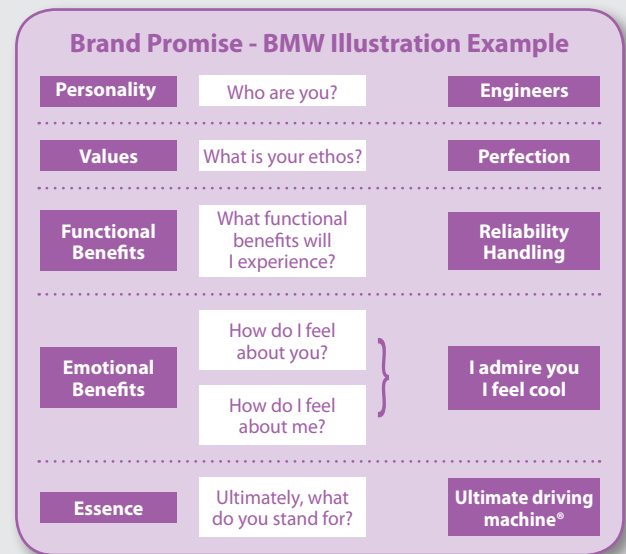 Brand Promise - BMW Illustration Example
Personality
Who are you?
Engineers
Values
What is your ethos?
Perfection
Functional
Benefits
What functional
benefits will
I experience?
Reliability
Handling
Emotional
Benefits
How do I feel
about you?
How do I feel
about me?
}
I admire you
I feel cool
Essence
Ultimately, what
do you stand for?
Ultimate driving
machine®